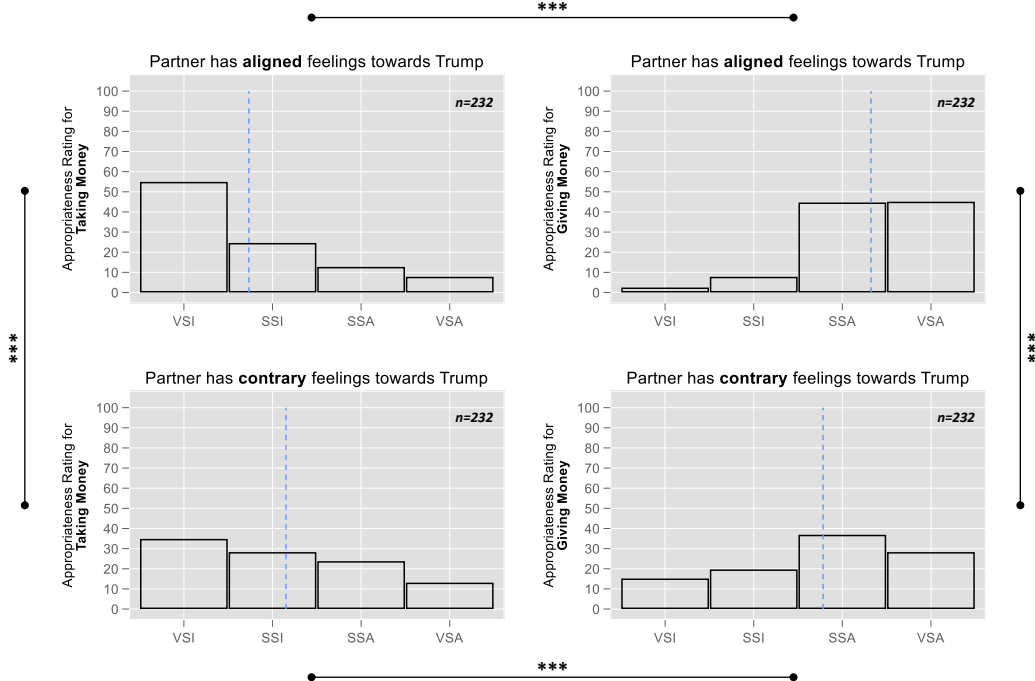 ***
Partner has aligned feelings towards Trump
Appropriateness Rating for
Taking Money
100
90
80
70
60
50
40
30
20
10
0
n=232
VSI SSI SSA VSA
Partner has aligned feelings towards Trump
Appropriateness Rating for
Giving Money
100
90
80
70
60
50
40
30
20
10
0
n=232
VSI SSI SSA VSA
***
***
Partner has contrary feelings towards Trump
Appropriateness Rating for
Taking Money
100
90
80
70
60
50
40
30
20
10
0
n=232
VSI SSI SSA VSA
Partner has contrary feelings towards Trump
Appropriateness Rating for
Giving Money
100
90
80
70
60
50
40
30
20
10
0
n=232
VSI SSI SSA VSA
***